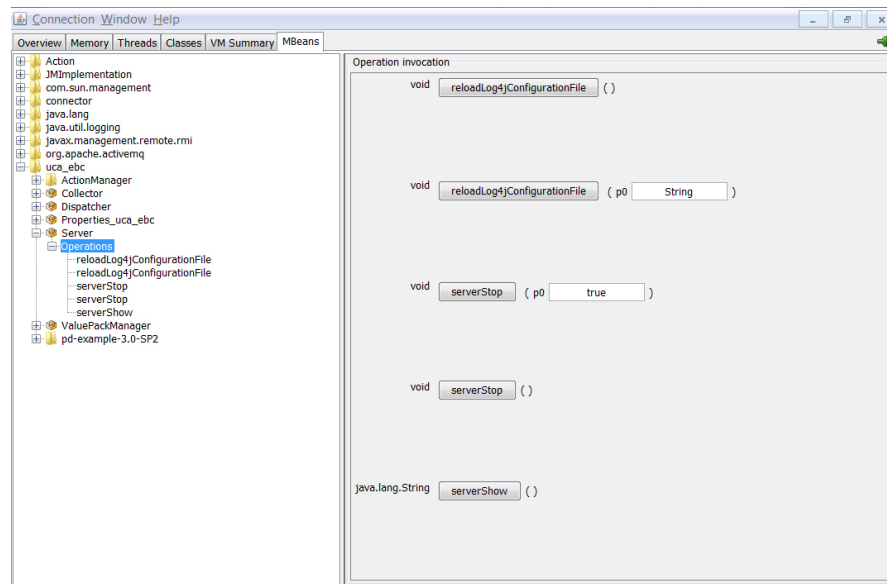 Connection Window Help
Overview Memory Threads Classes VM Summary MBeans
Action
JMImplementation
com.sun.management
connector
java.lang
java.util.logging
javax.management.remote.rmi
org.apache.activemq
uca_ebc
ActionManager
Collector
Dispatcher
Properties_uca_ebc
Server
Operations
reloadLog4jConfigurationFile
reloadLog4jConfigurationFile
serverStop
serverStop
serverShow
ValuePackManager
pd-example-3.0-SP2
Operation invocation
void reloadLog4jConfigurationFile ( )
void reloadLog4jConfigurationFile ( p0 String )
void serverStop ( p0 true )
void serverStop ( )
java.lang.String serverShow ( )